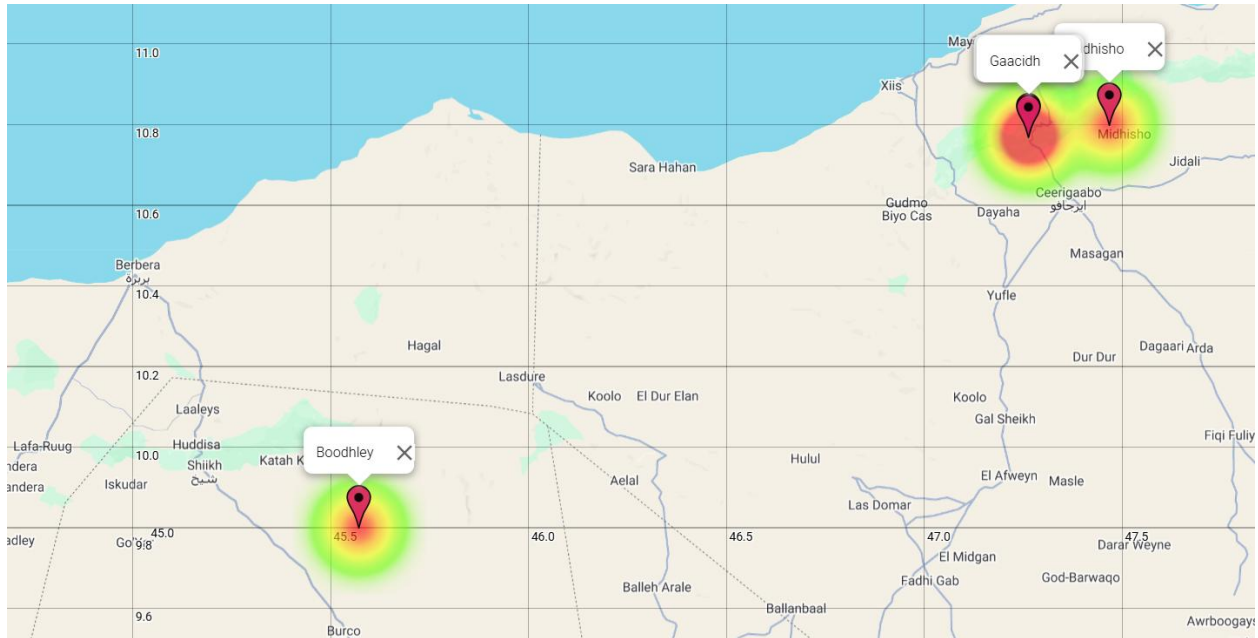 11.0
May
Gaacidh
dhisho
Xiis
10.8
Midhisho
Sara Hahan
Jidali
Ceerigaabo
10.6
Gudmo
Biyo Cas
Dayaha
Masagan
Berbera
بربرة
10.4
Yufle
Hagal
Dagaari
Arda
Dur Dur
10.2
Lasdure
Koolo
El Dur Elan
Koolo
Laaleys
Gal Sheikh
Lafa-Ruug
Huddisa
10.0
Boodhley
Fiqi Fuliy
Katah K
Hulul
ndera
Shiikh
شيخ
andera
Iskudar
Aelal
El Afweyn
Masle
Las Domar
adley
45.0
9.8
45.5
46.0
46.5
47.0
47.5
Darar Weyne
El Midgan
Balleh Arale
Fadhi Gab
God-Barwaqo
9.6
Ballanbaal
Burco
Awrboogays